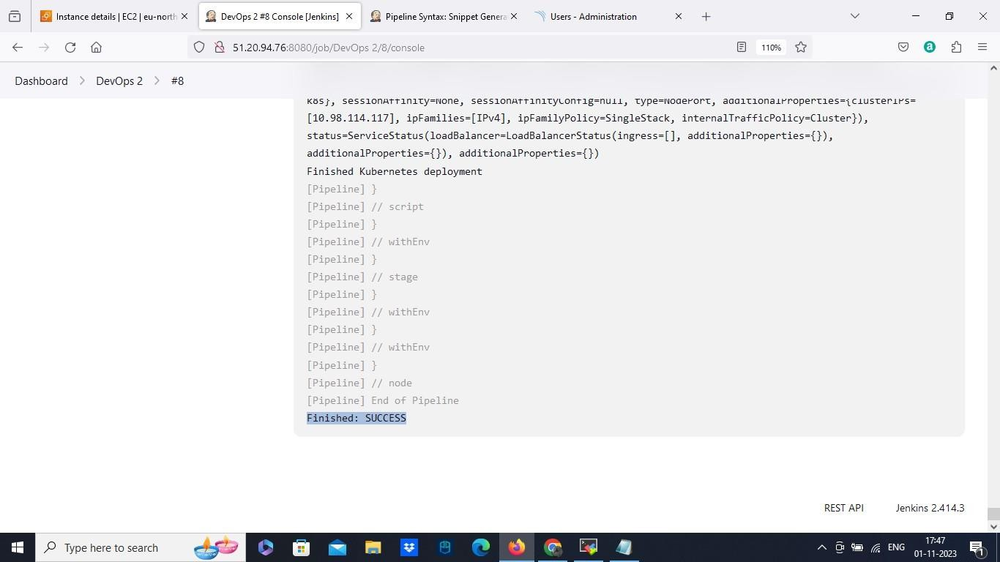 Instance details | EC2 | eu-north
DevOps 2 #8 Console [Jenkins]
Pipeline Syntax: Snippet Genera
Users - Administration
51.20.94.76:8080/job/DevOps 2/8/console
110%
Dashboard
DevOps 2
#8
k8s}, sessionAffinity=None, sessionAffinityConfig=null, type=NodePort, additionalProperties={clusterIPs=
[10.98.114.117], ipFamilies=[IPv4], ipFamilyPolicy=SingleStack, internalTrafficPolicy=Cluster}),
status=ServiceStatus(loadBalancer=LoadBalancerStatus(ingress=[], additionalProperties={}),
additionalProperties={}), additionalProperties={})
Finished Kubernetes deployment
[Pipeline] }
[Pipeline] // script
[Pipeline] }
[Pipeline] // withEnv
[Pipeline] }
[Pipeline] // stage
[Pipeline] }
[Pipeline] // withEnv
[Pipeline] }
[Pipeline] // withEnv
[Pipeline] }
[Pipeline] // node
[Pipeline] End of Pipeline
Finished: SUCCESS
REST API
Jenkins 2.414.3
Type here to search
ENG
17:47
01-11-2023
1